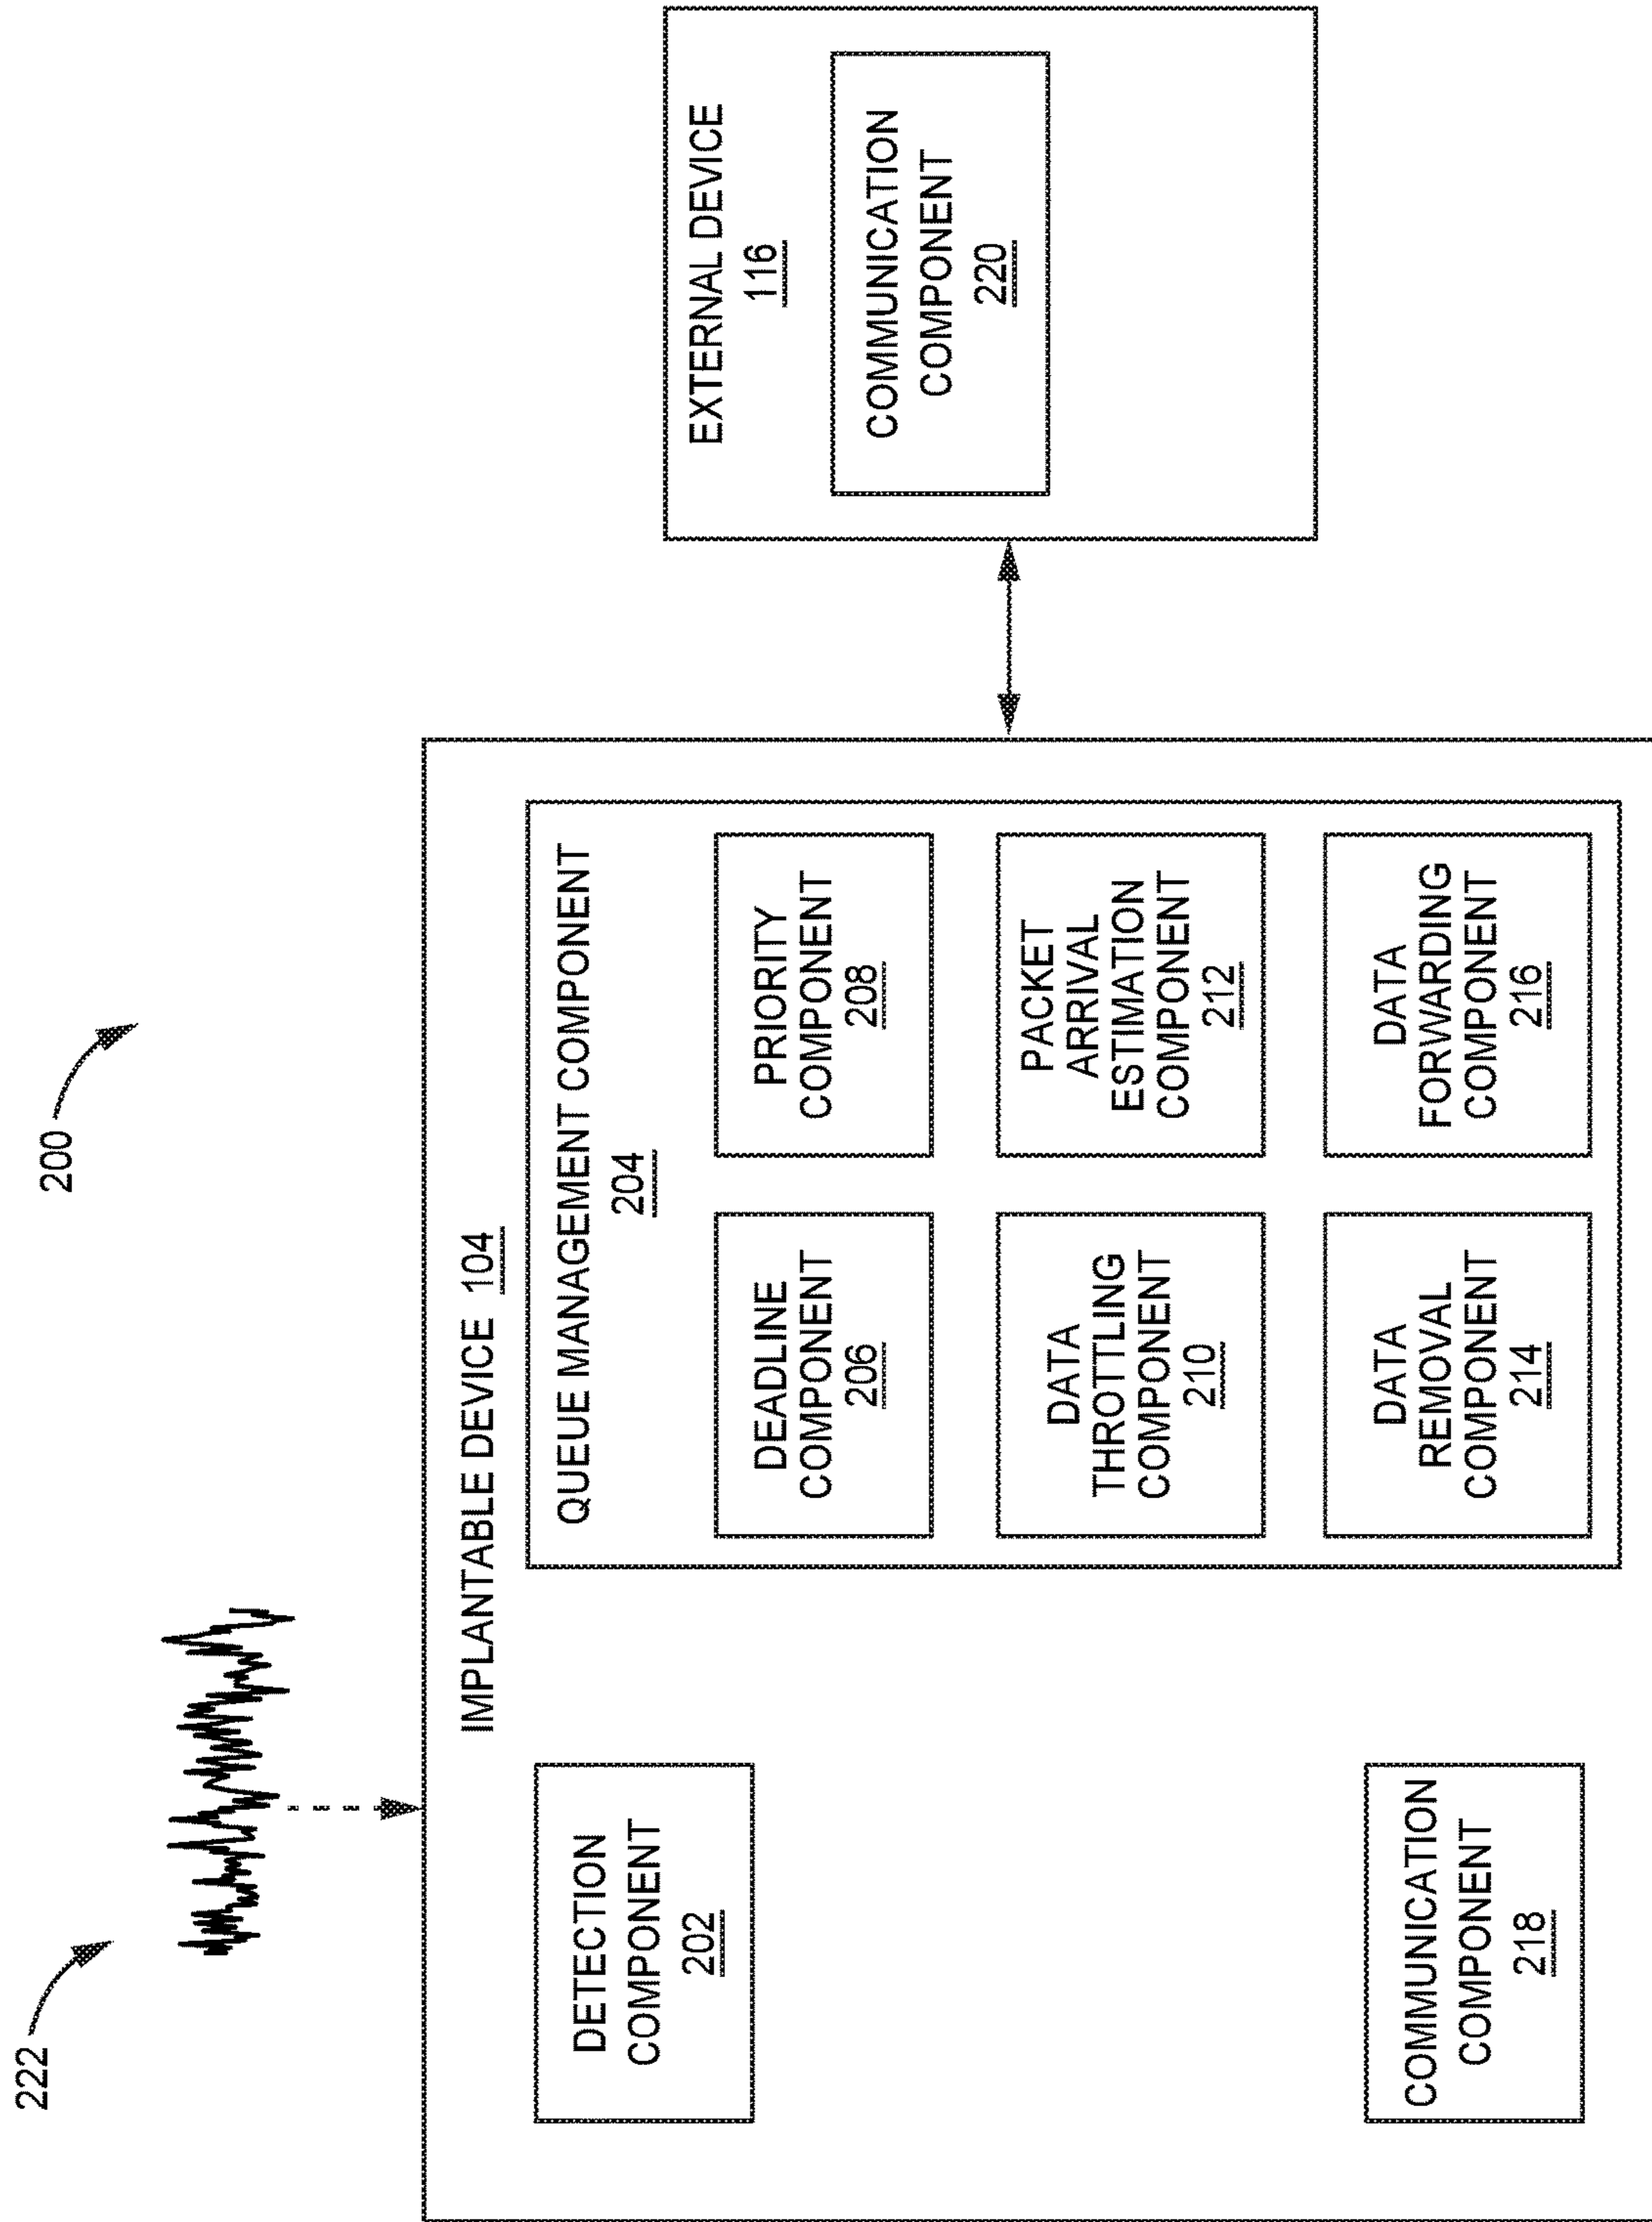 222
200
IMPLANTABLE DEVICE 104
DETECTION
COMPONENT
202
COMMUNICATION
COMPONENT
218
QUEUE MANAGEMENT COMPONENT
204
DEADLINE
COMPONENT
206
PRIORITY
COMPONENT
208
DATA
THROTTLING
COMPONENT
210
PACKET
ARRIVAL
ESTIMATION
COMPONENT
212
DATA
REMOVAL
COMPONENT
214
DATA
FORWARDING
COMPONENT
216
EXTERNAL DEVICE
116
COMMUNICATION
COMPONENT
220